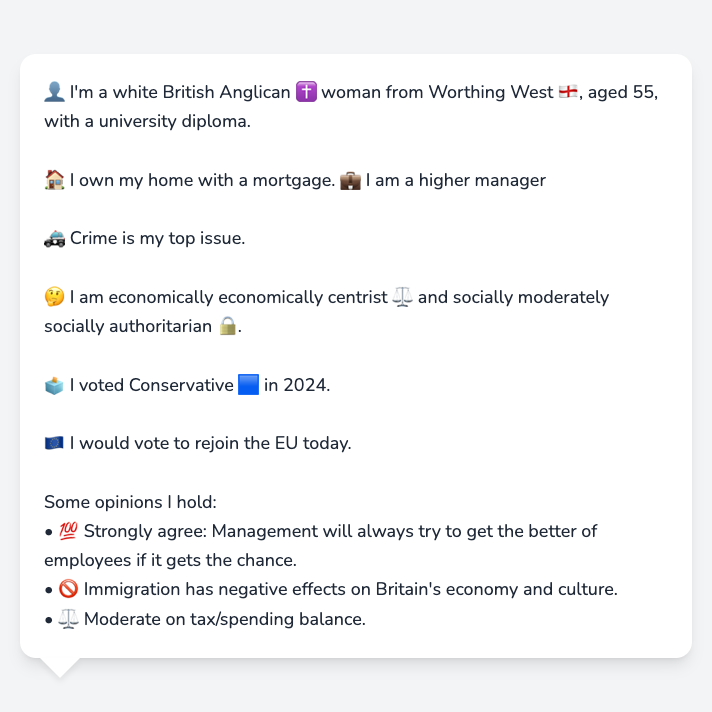 👤 I'm a white British Anglican ✝️ woman from Worthing West 🏴󠁧󠁢󠁥󠁮󠁧󠁿, aged 55,
with a university diploma.
🏠 I own my home with a mortgage. 💼 I am a higher manager
🚓 Crime is my top issue.
🤔 I am economically economically centrist ⚖️ and socially moderately
socially authoritarian 🔒.
🗳️ I voted Conservative 🟦 in 2024.
🇪🇺 I would vote to rejoin the EU today.
Some opinions I hold:
• 💯 Strongly agree: Management will always try to get the better of
employees if it gets the chance.
• 🚫 Immigration has negative effects on Britain's economy and culture.
• ⚖️ Moderate on tax/spending balance.